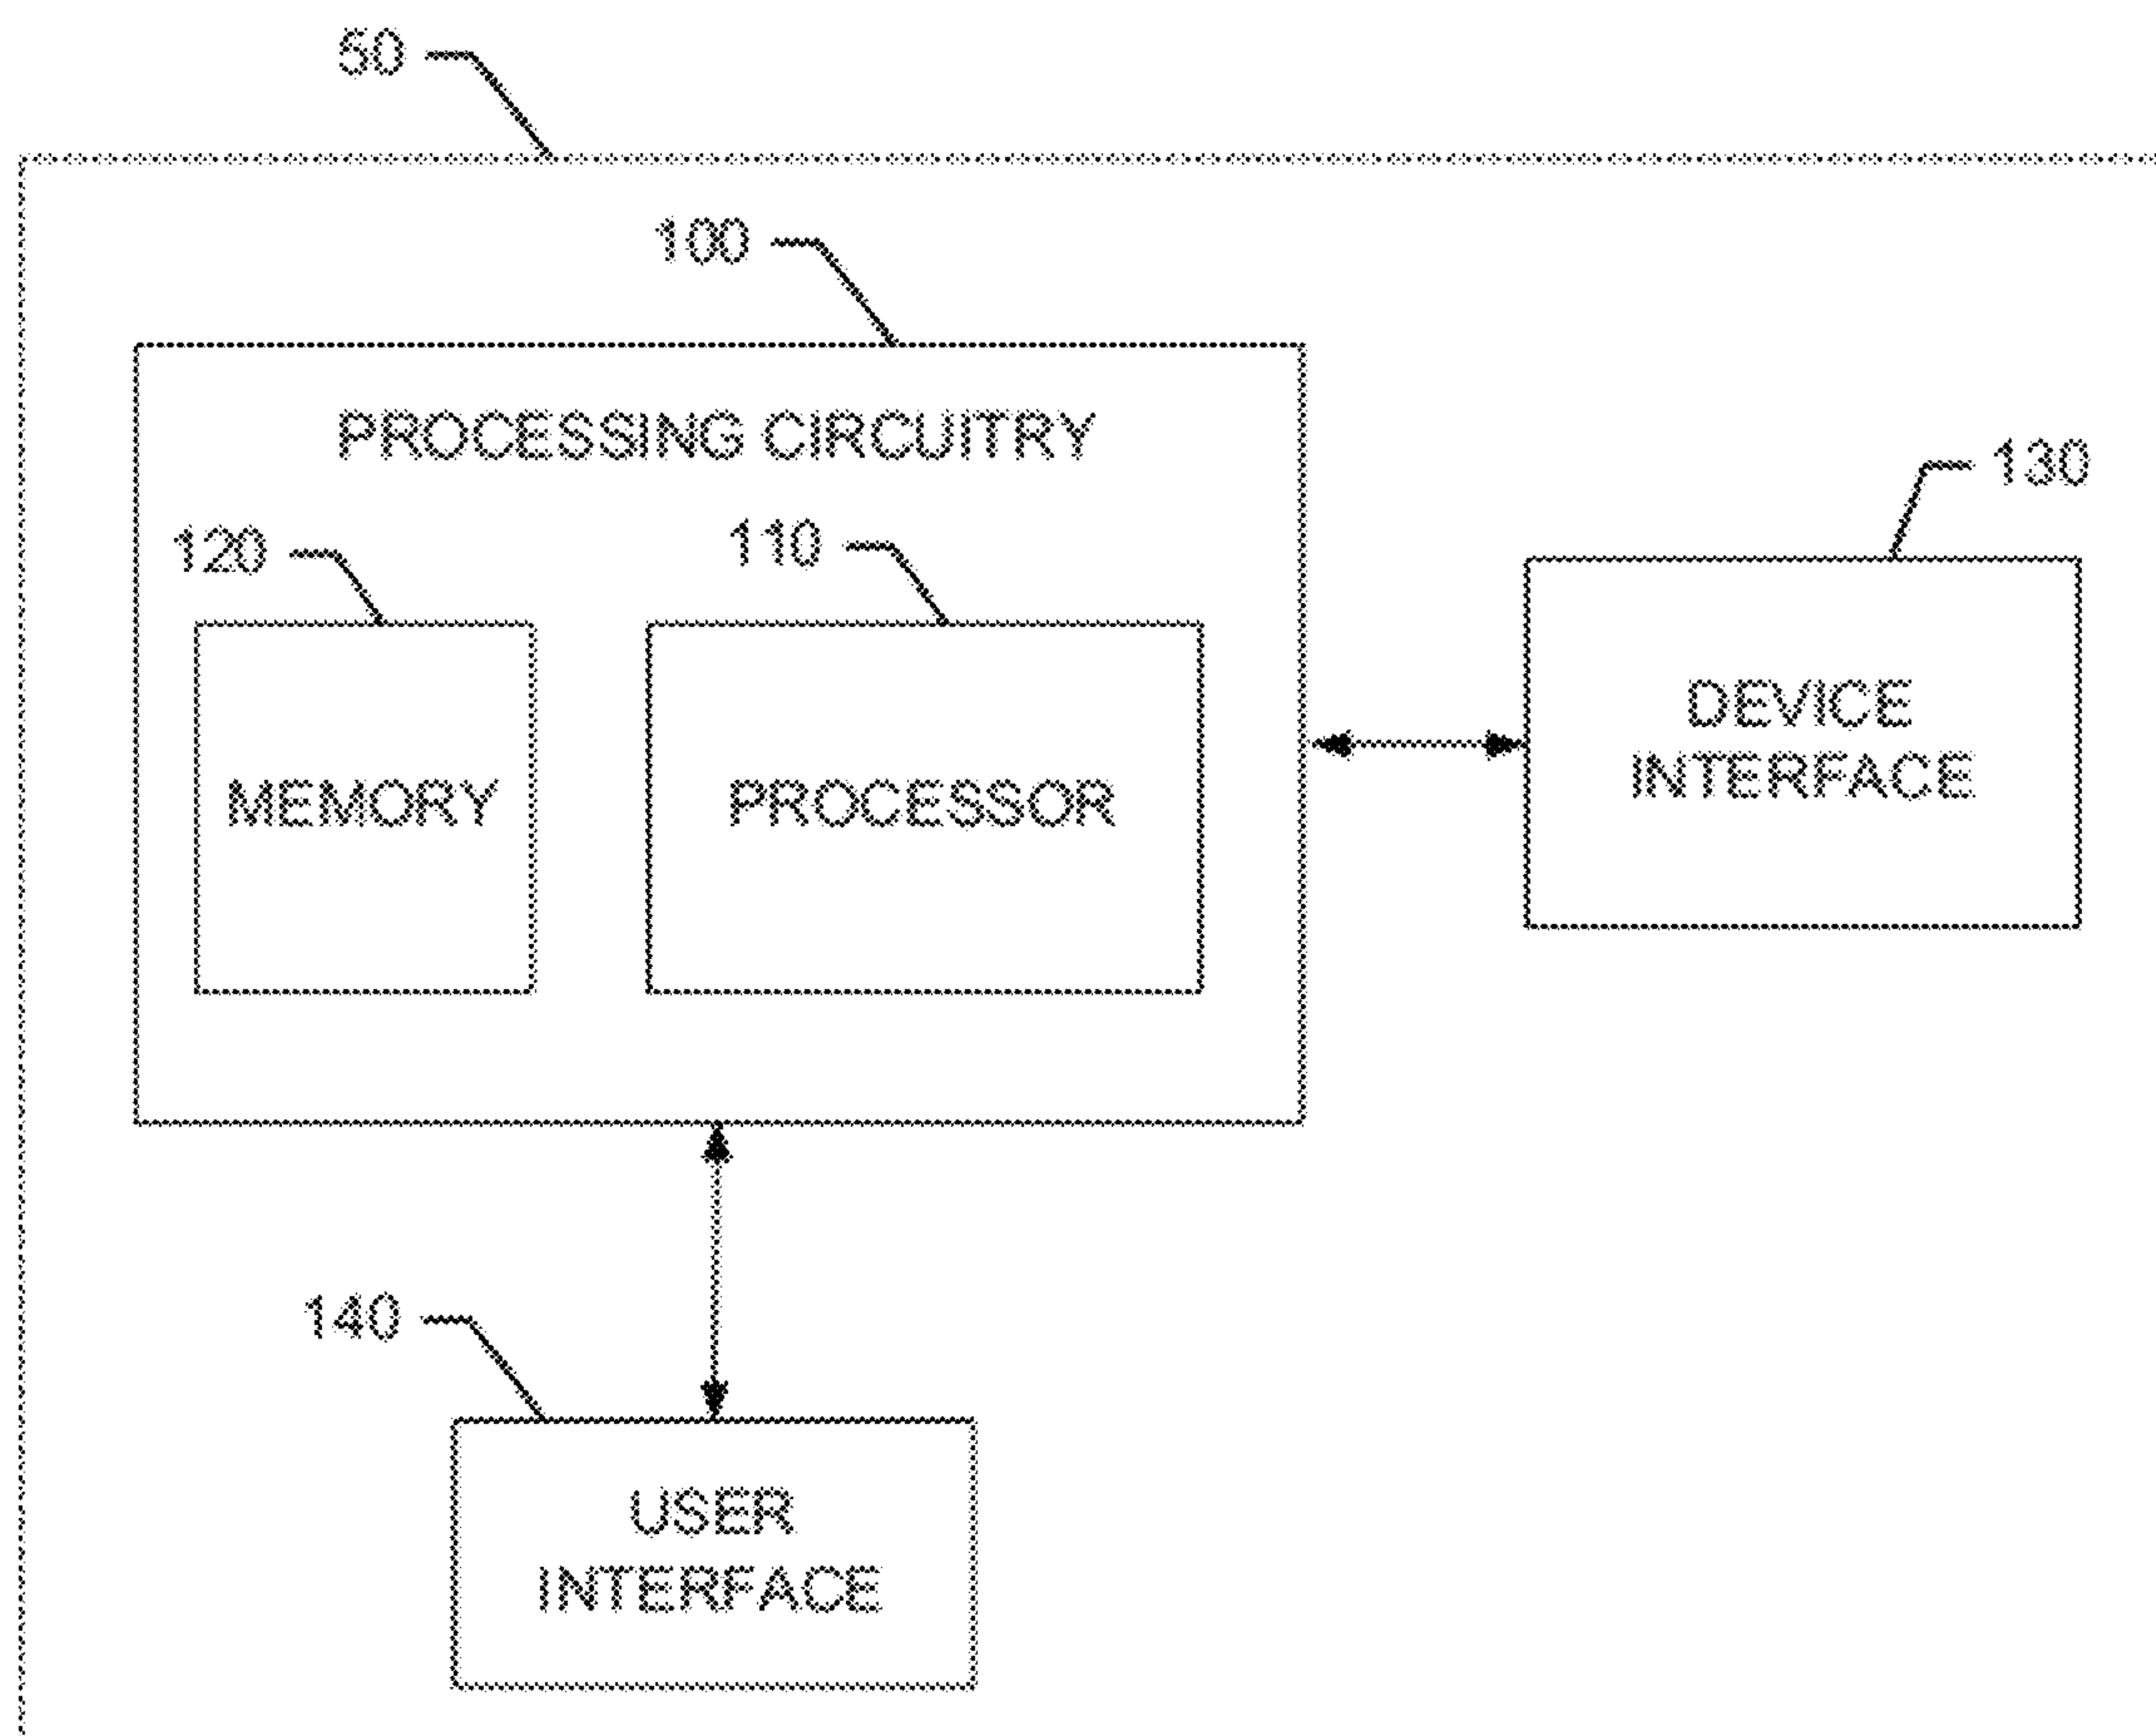 50
100
PROCESSING CIRCUITRY
130
120
110
DEVICE
INTERFACE
MEMORY
PROCESSOR
140
USER
INTERFACE